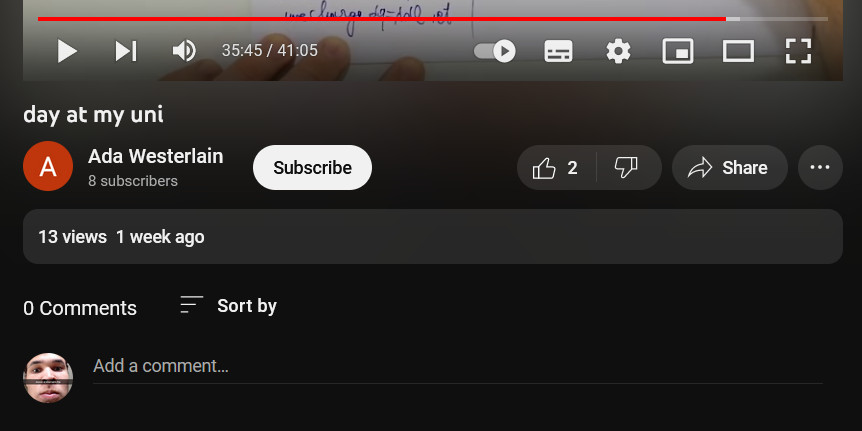 35:45 / 41:05
day at my uni
A
Ada Westerlain
8 subscribers
Subscribe
2
Share
13 views 1 week ago
0 Comments
Sort by
Add a comment...